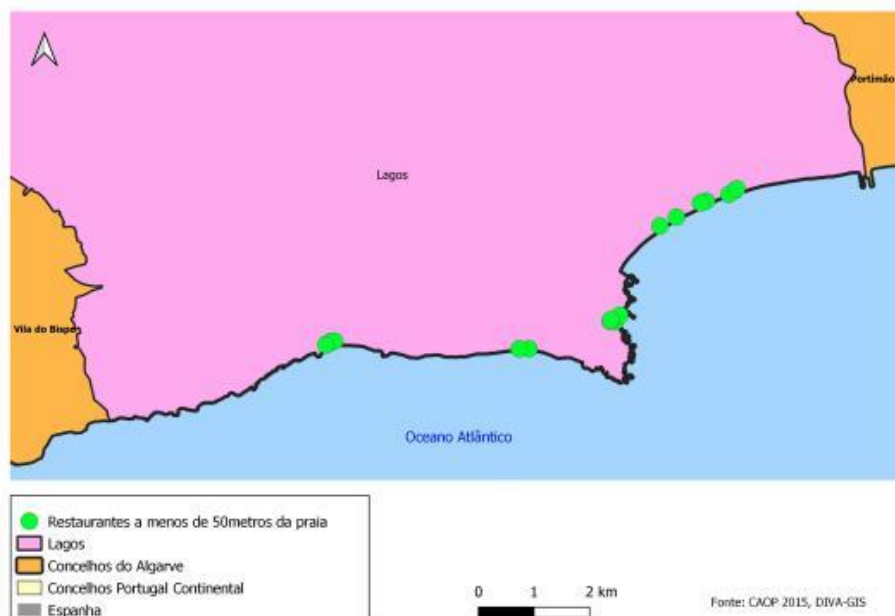 Portimão
Lagos
Vila do Bispo
Oceano Atlântico
Restaurantes a menos de 50metros da praia
Lagos
Concelhos do Algarve
Concelhos Portugal Continental
Espanha
0 1 2 km
Fonte: CAOP 2015, DIVA-GIS